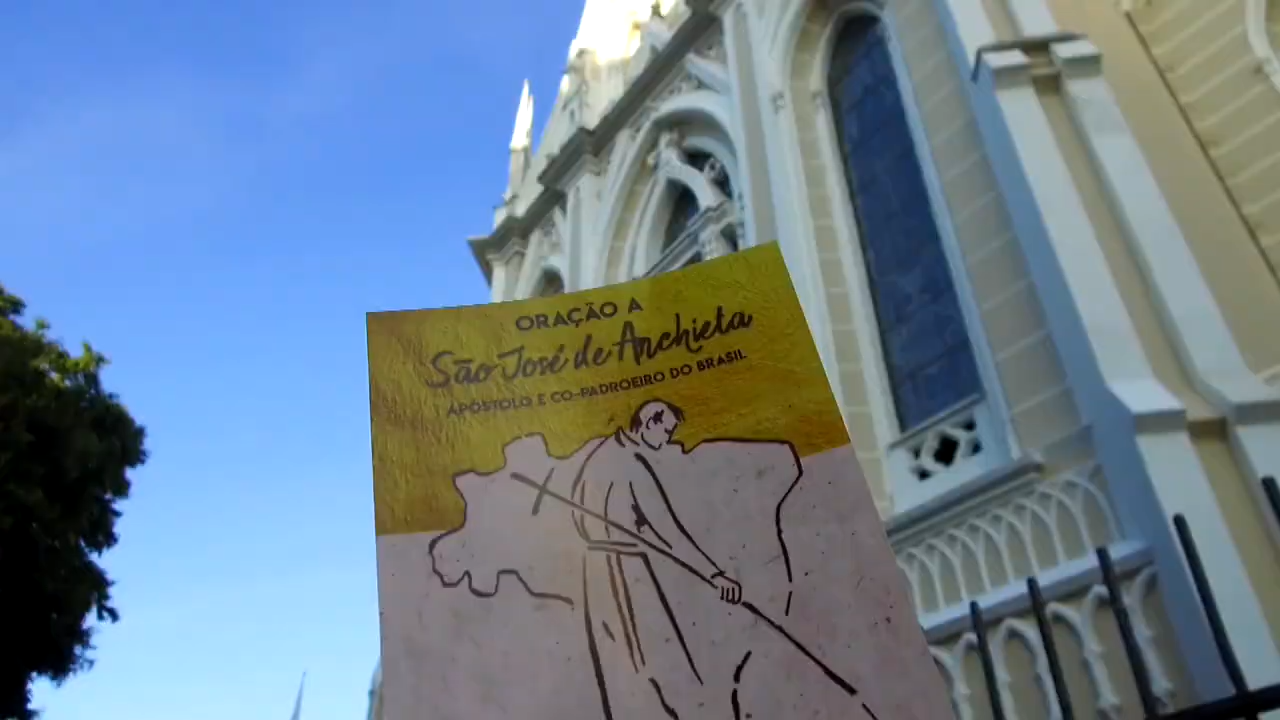 ORAÇÃO A
São José de Anchieta
APÓSTOLO E CO-PADROEIRO DO BRASIL